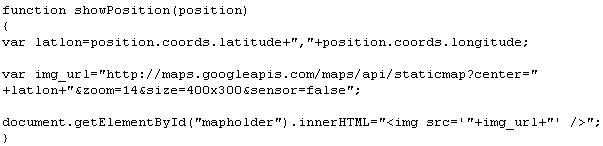 function showPosition(position)
{
var latlon=position.coords.latitude+","+position.coords.longitude;
var img_url="http://maps.googleapis.com/maps/api/staticmap?center="
+latlon+"&zoom=14&size=400x300&sensor=false";
document.getElementById("mapholder").innerHTML="<img src='"+img_url+"' />";
}